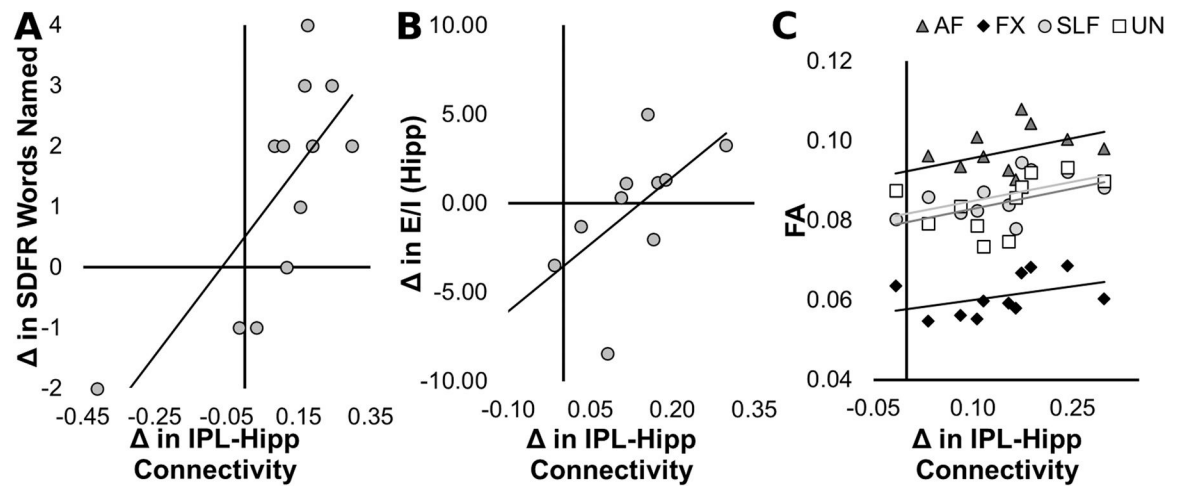 A
Δ in SDFR Words Named
4
3
2
1
0
-1
-2
-0.45 -0.25 -0.05 0.15 0.35
Δ in IPL-Hipp
Connectivity
B
Δ in E/I (Hipp)
10.00
5.00
0.00
-5.00
-10.00
-0.10 0.05 0.20 0.35
Δ in IPL-Hipp
Connectivity
C
AF FX SLF UN
FA
0.12
0.10
0.08
0.06
0.04
-0.05 0.10 0.25
Δ in IPL-Hipp
Connectivity